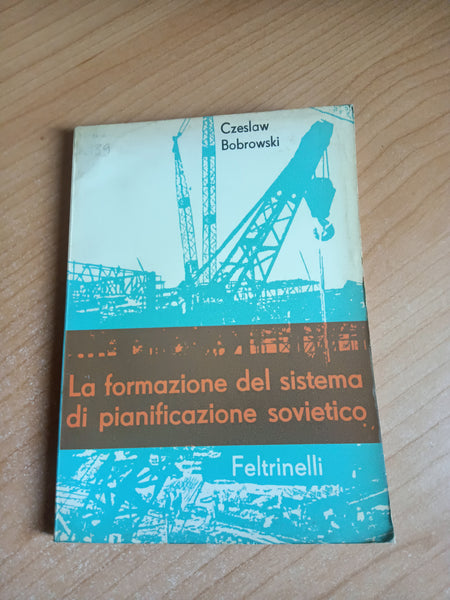 Czeslaw
Bobrowski
La formazione del sistema
di pianificazione sovietico
Feltrinelli